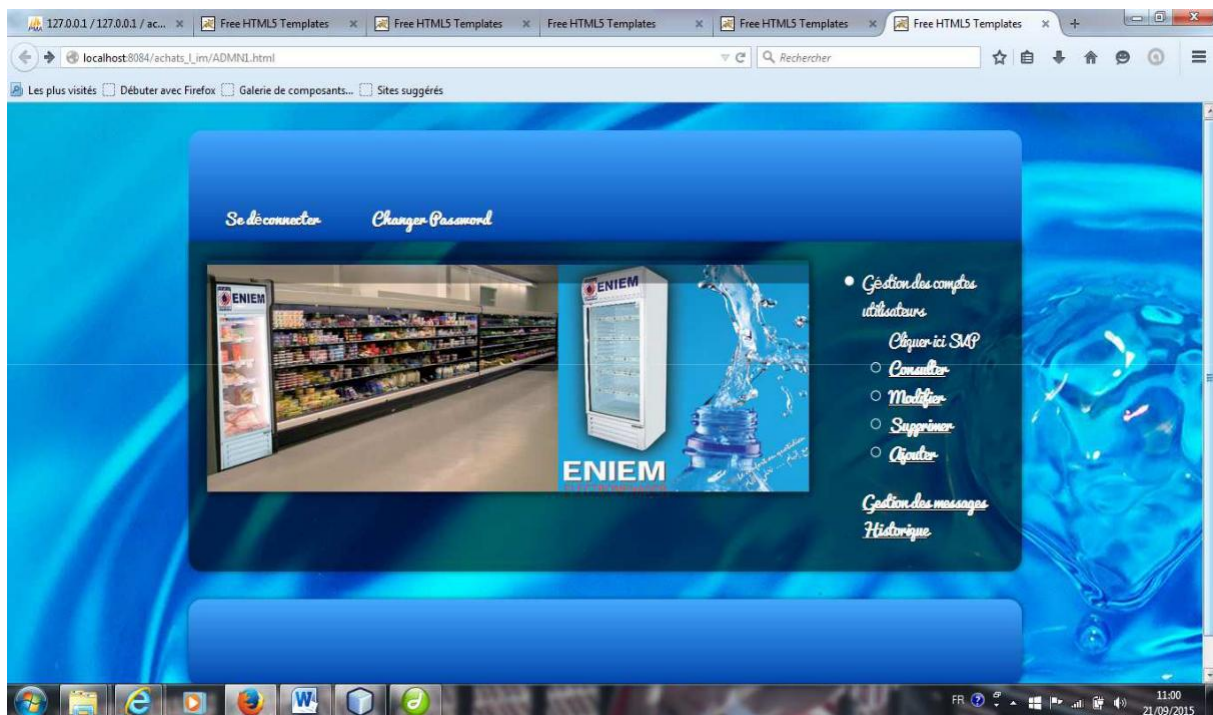 127.0.0.1 / 127.0.0.1 / ac...
Free HTML5 Templates
Free HTML5 Templates
Free HTML5 Templates
Free HTML5 Templates
Free HTML5 Templates
localhost:8084/achats_l_im/ADMN1.html
Rechercher
Les plus visités
Débuter avec Firefox
Galerie de composants...
Sites suggérés
Se déconnecter
Changer Password
ENIEM
ENIEM
ENIEM
Géstion des comptes
utilisateurs
Cliquer ici SVP
Consulter
Modifier
Supprimer
Ajouter
Gestion des messages
Historique
FR
11:00
21/09/2015